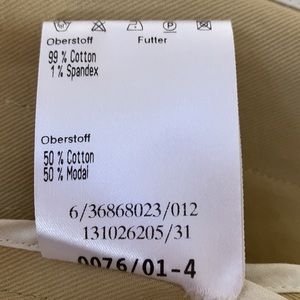 Oberstoff Futter
99 % Cotton
1 % Spandex
Oberstoff
50 % Cotton
50 % Modal
6/36868023/012
131026205/31
0076/01-4